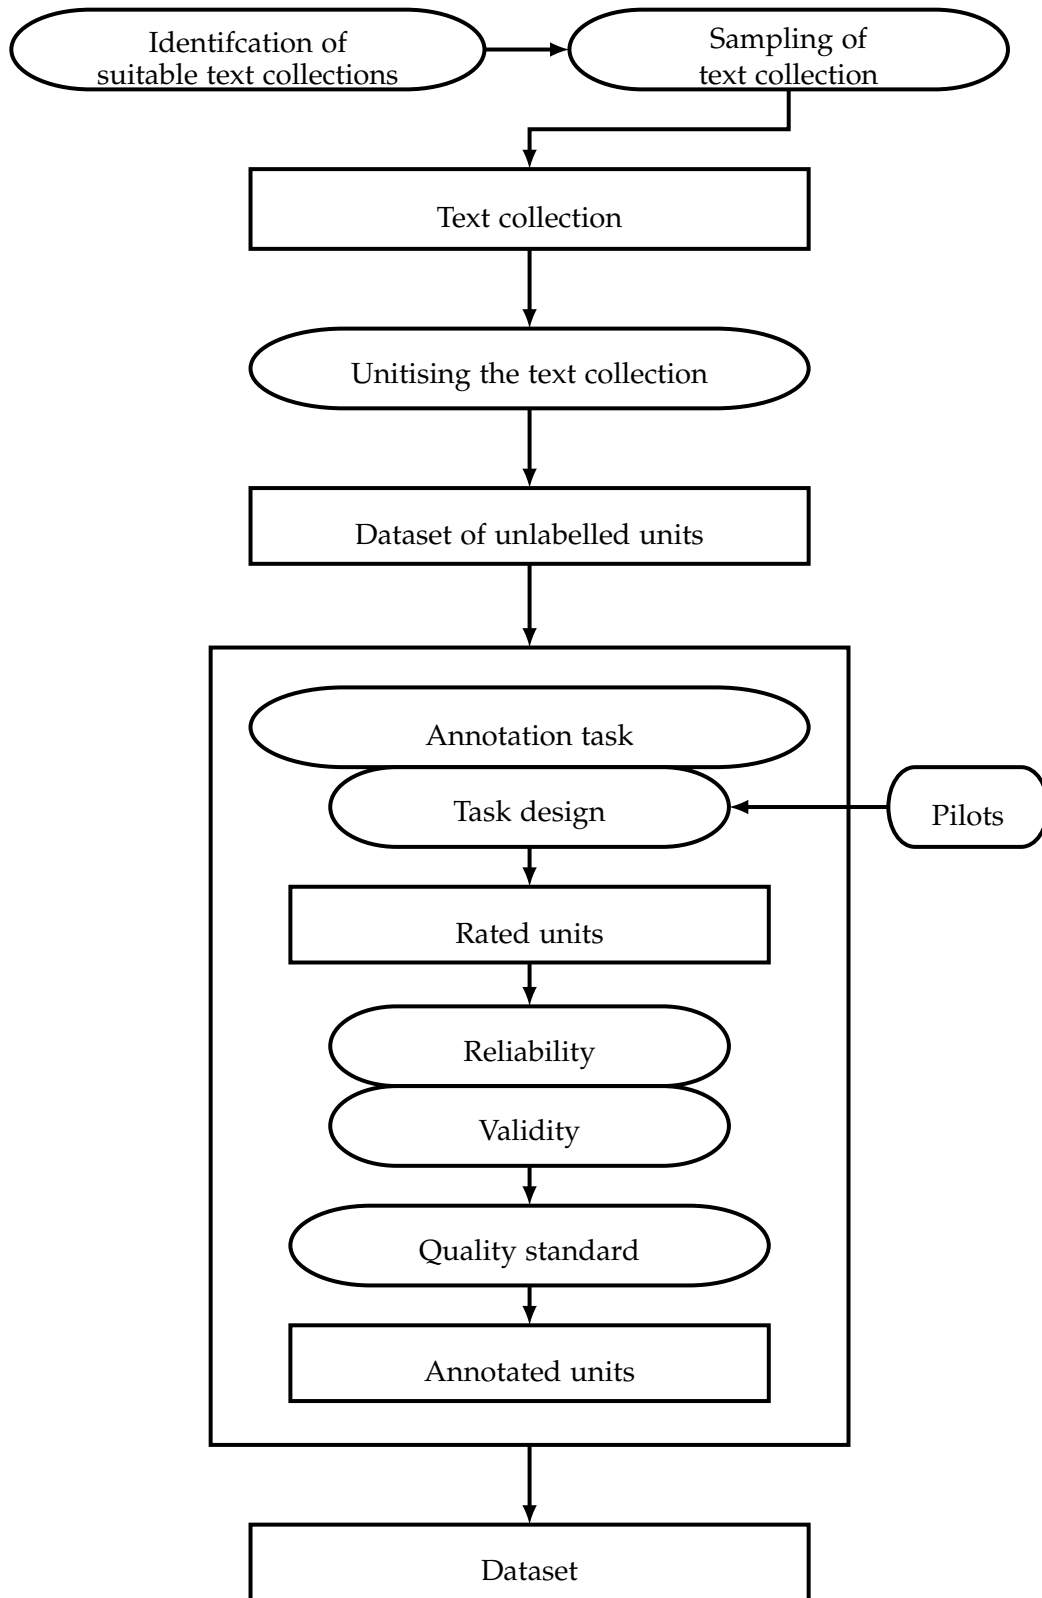 Identifcation of
suitable text collections
Sampling of
text collection
Text collection
Unitising the text collection
Dataset of unlabelled units
Annotation task
Task design
Pilots
Rated units
Reliability
Validity
Quality standard
Annotated units
Dataset